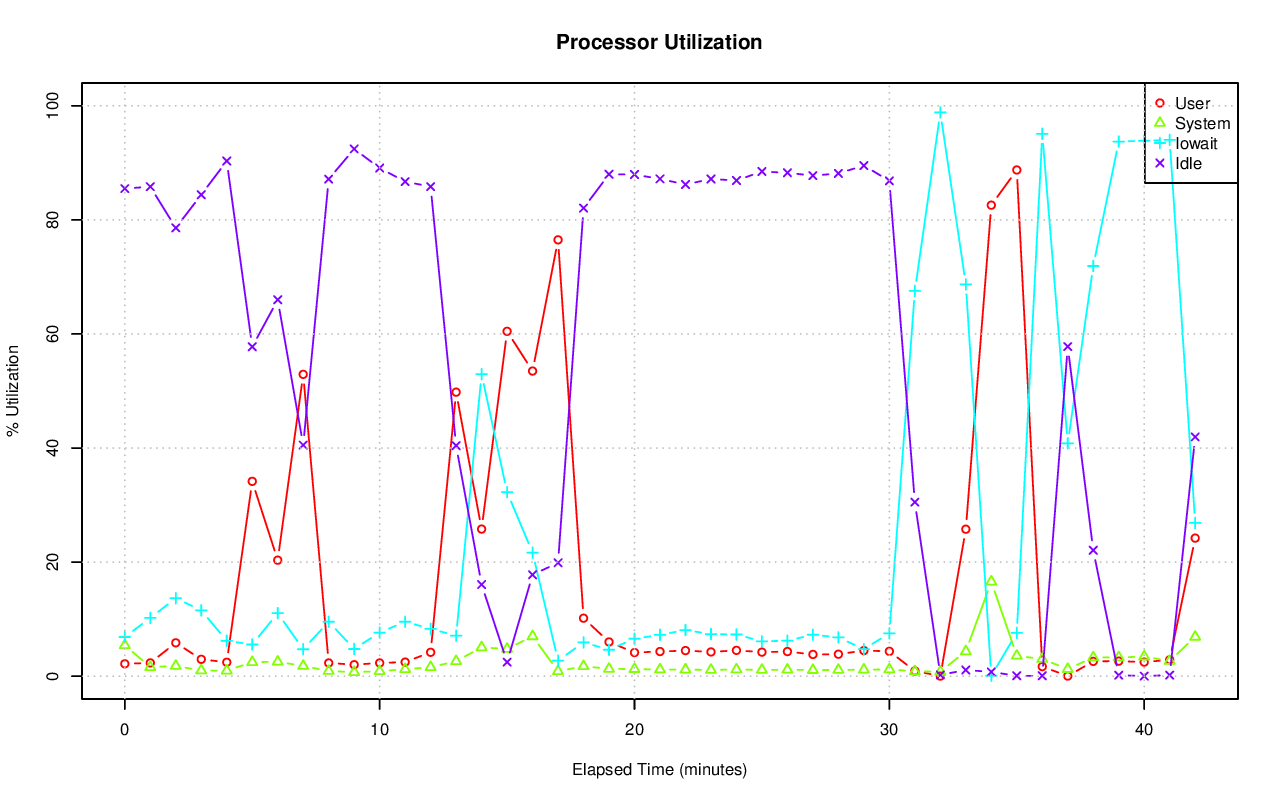 Processor Utilization
% Utilization
100
80
60
40
20
0
User
System
Iowait
Idle
0 10 20 30 40
Elapsed Time (minutes)